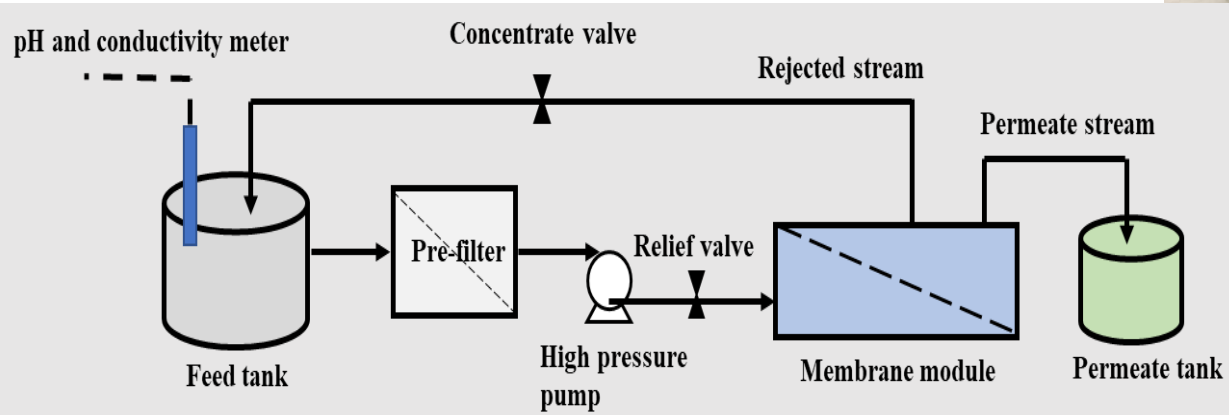 pH and conductivity meter
Concentrate valve
Rejected stream
Permeate stream
Pre-filter
Relief valve
Feed tank
High pressure
pump
Membrane module
Permeate tank